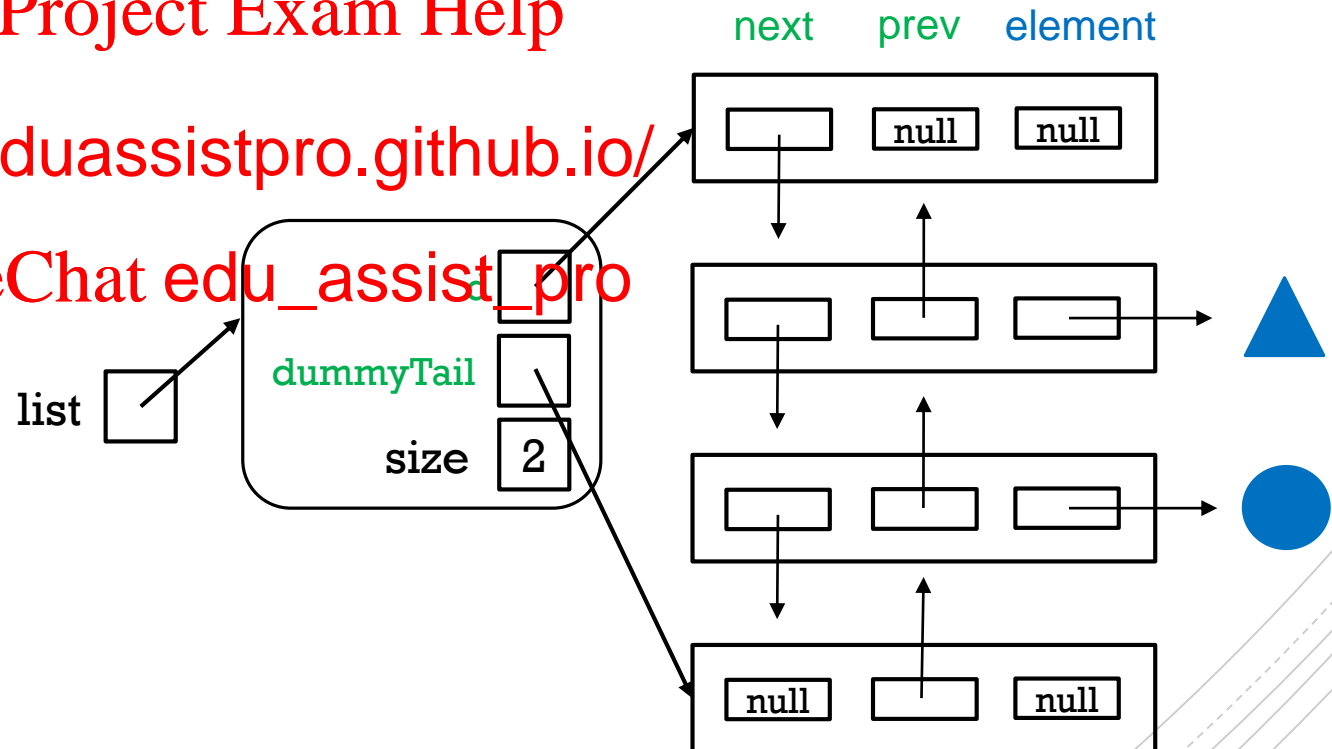 Project Exam Help
next prev element
null null
duassistpro.github.io/
eChat edu_assist_pro
dummyTail
list
size 2
null null